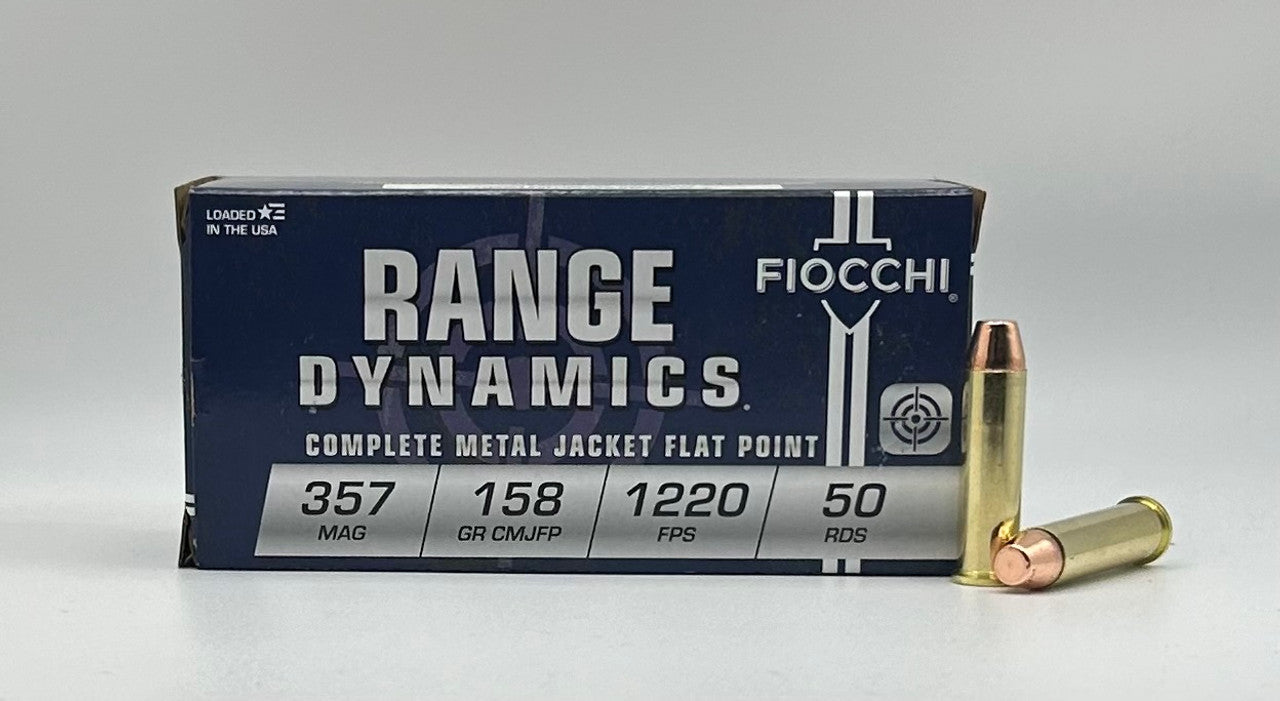 LOADED
IN THE USA
RANGE
DYNAMICS.
COMPLETE METAL JACKET FLAT POINT
FIOCCHI®
357 158 1220 50
MAG GR CMJFP FPS RDS